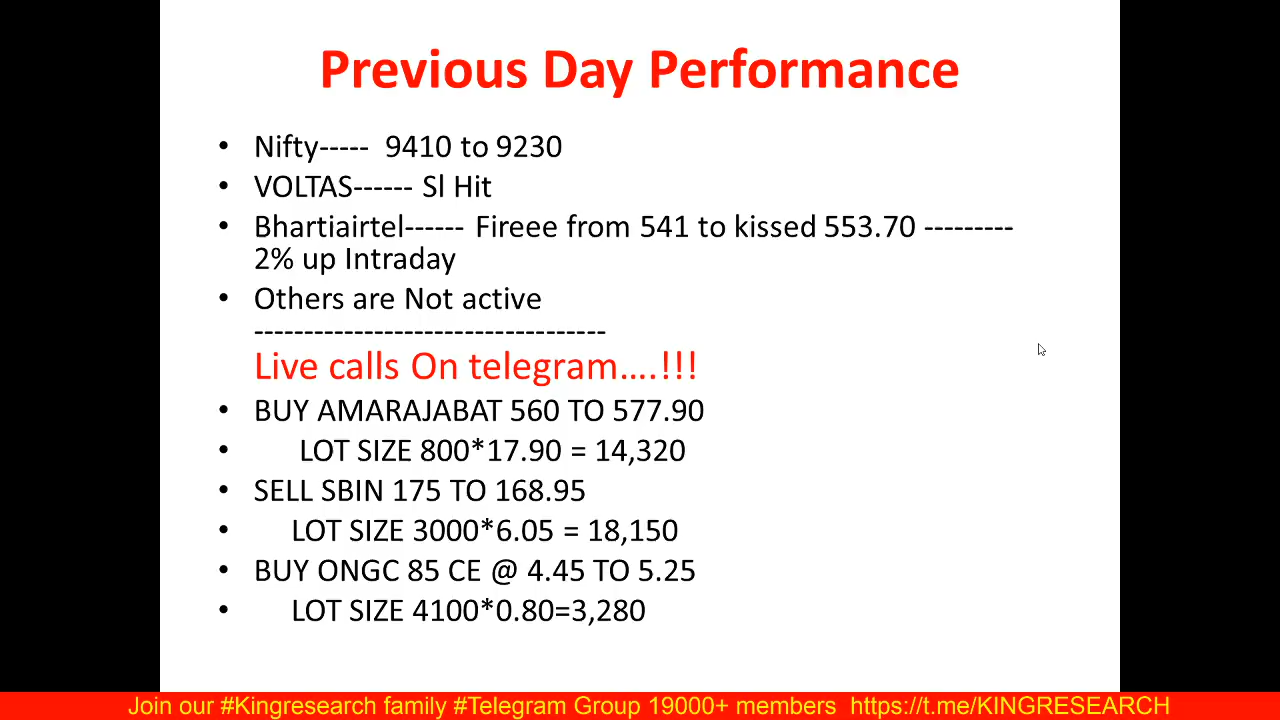 Previous Day Performance
• Nifty----- 9410 to 9230
• VOLTAS------ Sl Hit
• Bhartiairtel------ Fireee from 541 to kissed 553.70 ---------
2% up Intraday
• Others are Not active
-----------------------------------
Live calls On telegram....!!!
• BUY AMARAJABAT 560 TO 577.90
• LOT SIZE 800*17.90 = 14,320
• SELL SBIN 175 TO 168.95
• LOT SIZE 3000*6.05 = 18,150
• BUY ONGC 85 CE @ 4.45 TO 5.25
• LOT SIZE 4100*0.80=3,280
Join our #Kingresearch family #Telegram Group 19000+ members https://t.me/KINGRESEARCH